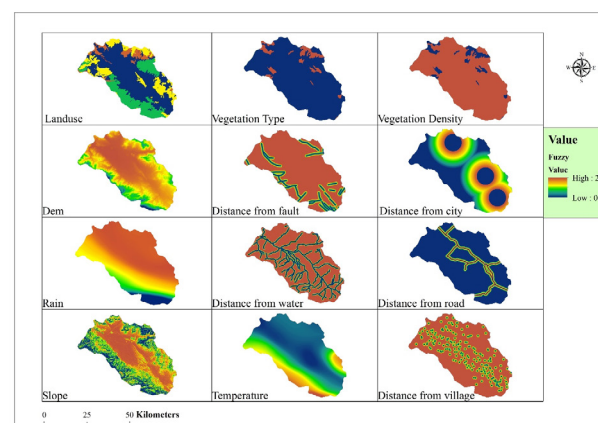 N
W E
S
Landuse
Vegetation Type
Vegetation Density
Value
Fuzzy
Value
High : 2
Low : 0
Dem
Distance from fault
Distance from city
Rain
Distance from water
Distance from road
Slope
Temperature
Distance from village
0 25 50 Kilometers